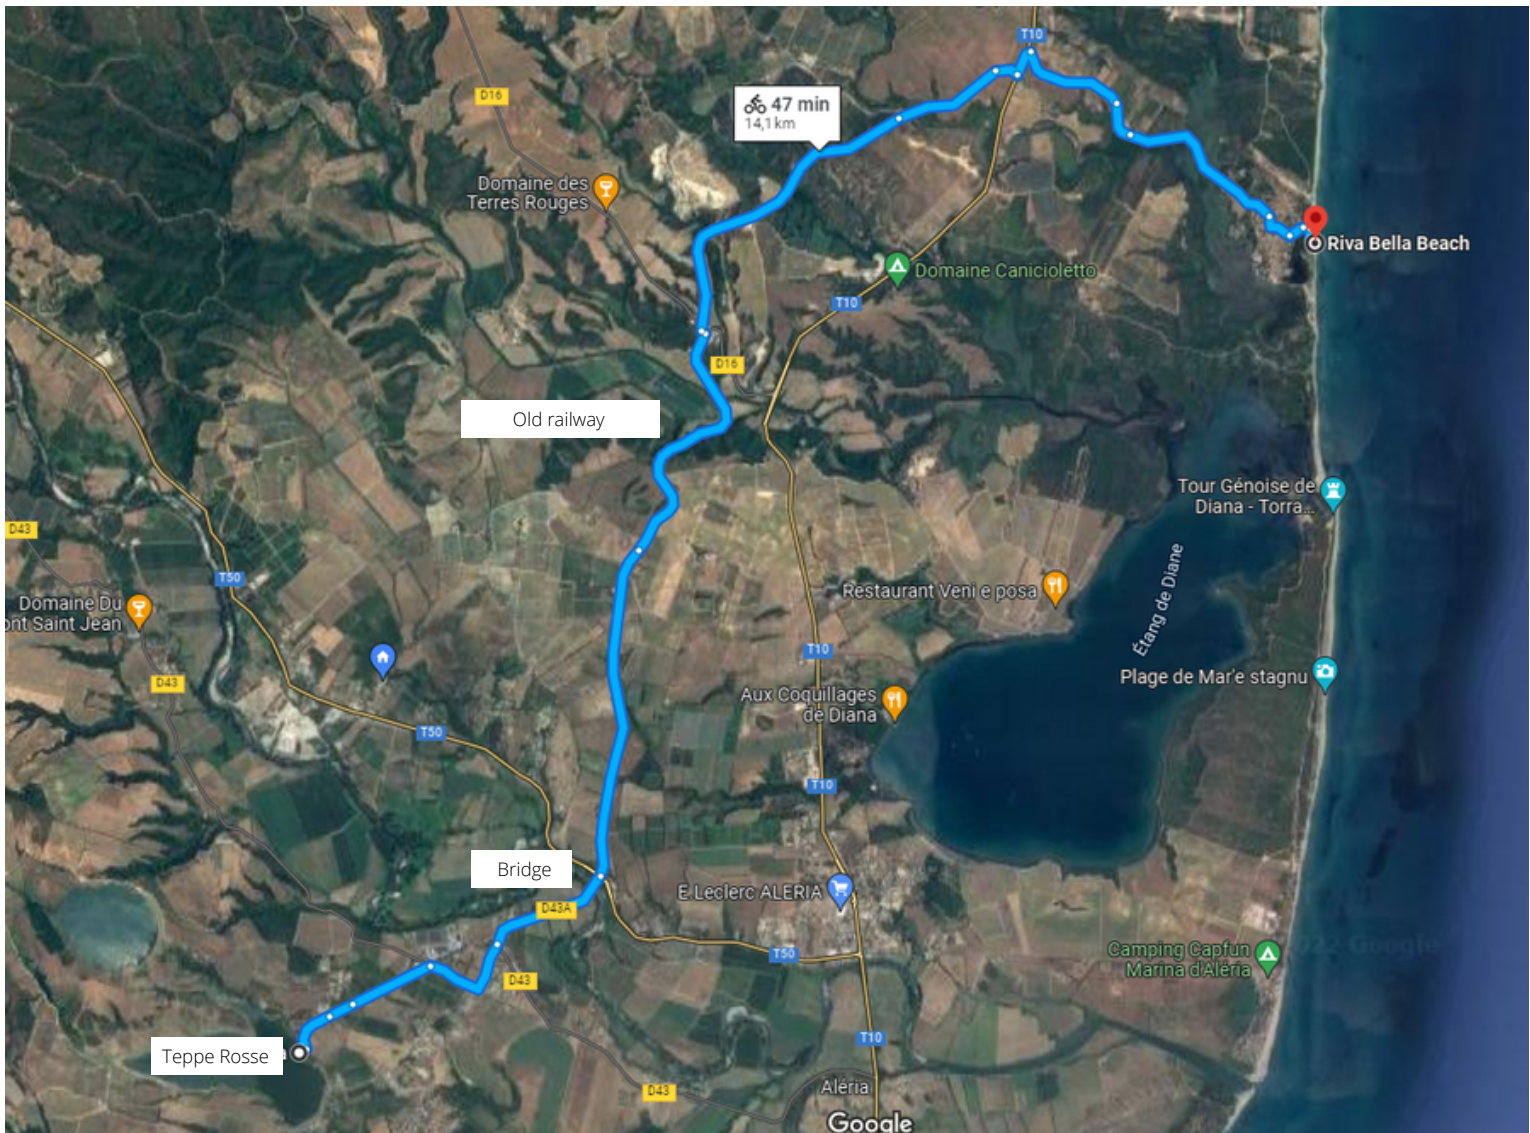 T10
D16
47 min
14,1 km
Domaine des
Terres Rouges
Riva Bella Beach
Domaine Canicioletto
T10
D16
Old railway
Tour Génoise de
Diana - Torra...
D43
T50
Restaurant Veni e posa
Étang de Diane
Domaine Du
ont Saint Jean
T10
Plage de Mar'e stagnu
D43
Aux Coquillages
de Diana
T50
T10
Bridge
E.Leclerc ALERIA
D43A
T50
Camping Capfun
Marina d'Aléria
022 Google
D43
T10
Teppe Rosse
D43
Aléria
Google